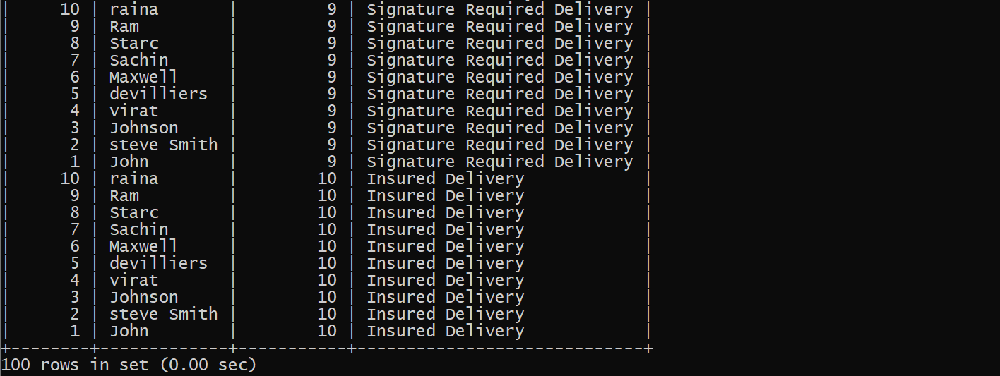 |     10 | raina       |         9 | Signature Required Delivery |
|      9 | Ram         |         9 | Signature Required Delivery |
|      8 | Starc       |         9 | Signature Required Delivery |
|      7 | Sachin      |         9 | Signature Required Delivery |
|      6 | Maxwell     |         9 | Signature Required Delivery |
|      5 | devilliers  |         9 | Signature Required Delivery |
|      4 | virat       |         9 | Signature Required Delivery |
|      3 | Johnson     |         9 | Signature Required Delivery |
|      2 | steve Smith |         9 | Signature Required Delivery |
|      1 | John        |         9 | Signature Required Delivery |
|     10 | raina       |        10 | Insured Delivery            |
|      9 | Ram         |        10 | Insured Delivery            |
|      8 | Starc       |        10 | Insured Delivery            |
|      7 | Sachin      |        10 | Insured Delivery            |
|      6 | Maxwell     |        10 | Insured Delivery            |
|      5 | devilliers  |        10 | Insured Delivery            |
|      4 | virat       |        10 | Insured Delivery            |
|      3 | Johnson     |        10 | Insured Delivery            |
|      2 | steve Smith |        10 | Insured Delivery            |
|      1 | John        |        10 | Insured Delivery            |
+--------+-------------+-----------+-----------------------------+
100 rows in set (0.00 sec)